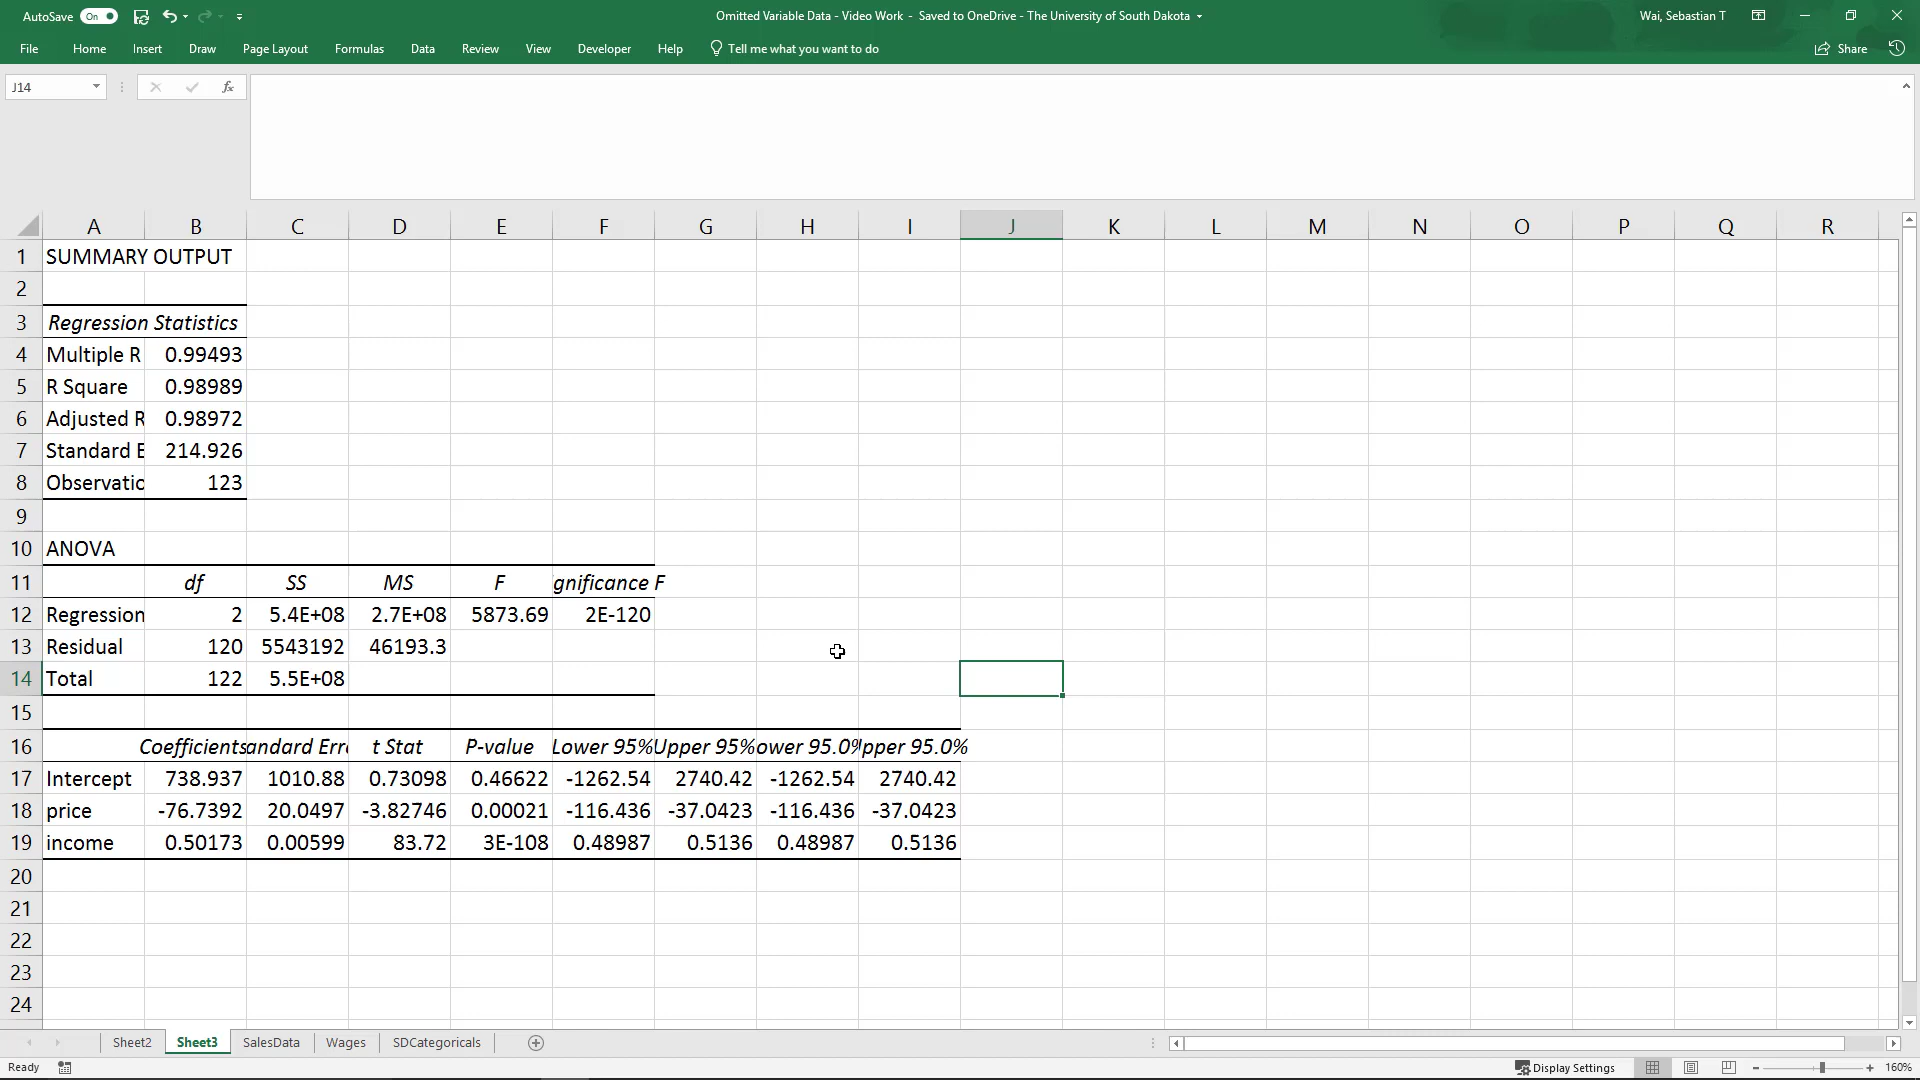 AutoSave On Omitted Variable Data - Video Work - Saved to OneDrive - The University of South Dakota Wai, Sebastian T
File Home Insert Draw Page Layout Formulas Data Review View Developer Help Tell me what you want to do Share
J14 fx
A B C D E F G H I J K L M N O P Q R
1 SUMMARY OUTPUT
2
3 Regression Statistics
4 Multiple R 0.99493
5 R Square 0.98989
6 Adjusted R 0.98972
7 Standard E 214.926
8 Observatio 123
9
10 ANOVA
11 df SS MS F gnificance F
12 Regression 2 5.4E+08 2.7E+08 5873.69 2E-120
13 Residual 120 5543192 46193.3
14 Total 122 5.5E+08
15
16 Coefficients andard Erro t Stat P-value Lower 95% Upper 95% ower 95.0% pper 95.0%
17 Intercept 738.937 1010.88 0.73098 0.46622 -1262.54 2740.42 -1262.54 2740.42
18 price -76.7392 20.0497 -3.82746 0.00021 -116.436 -37.0423 -116.436 -37.0423
19 income 0.50173 0.00599 83.72 3E-108 0.48987 0.5136 0.48987 0.5136
20
21
22
23
24
Sheet2 Sheet3 SalesData Wages SDCategoricals
Ready Display Settings 160%